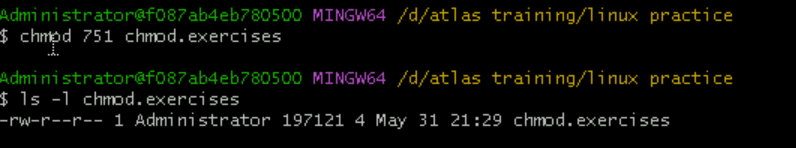 Administrator@f087ab4eb780500 MINGW64 /d/atlas training/linux practice
$ chmod 751 chmod.exercises
Administrator@f087ab4eb780500 MINGW64 /d/atlas training/linux practice
$ ls -l chmod.exercises
-rw-r--r-- 1 Administrator 197121 4 May 31 21:29 chmod.exercises